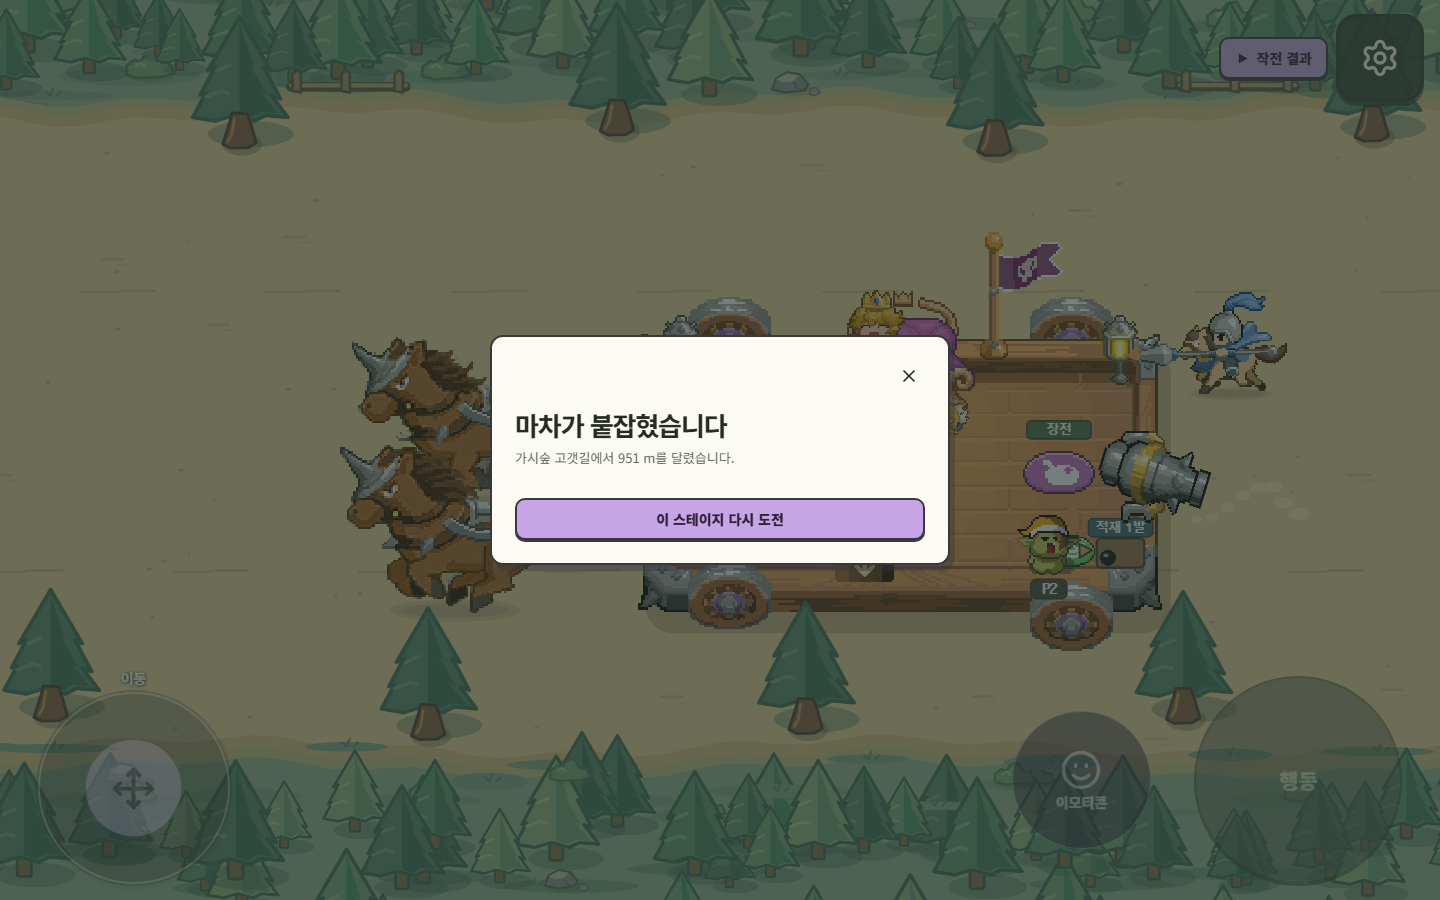 ▶ 작전 결과
마차가 붙잡혔습니다
가시숲 고갯길에서 951 m를 달렸습니다.
이 스테이지 다시 도전
장전
적재 1발
P2
이동
이모티콘
행동